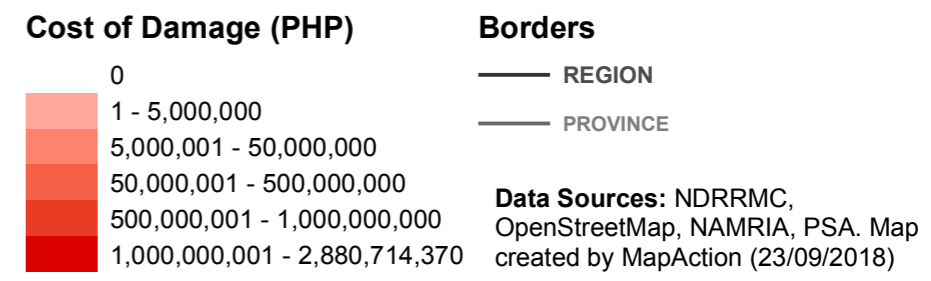 Cost of Damage (PHP)
0
1 - 5,000,000
5,000,001 - 50,000,000
50,000,001 - 500,000,000
500,000,001 - 1,000,000,000
1,000,000,001 - 2,880,714,370
Borders
REGION
PROVINCE
Data Sources: NDRRMC,
OpenStreetMap, NAMRIA, PSA. Map
created by MapAction (23/09/2018)